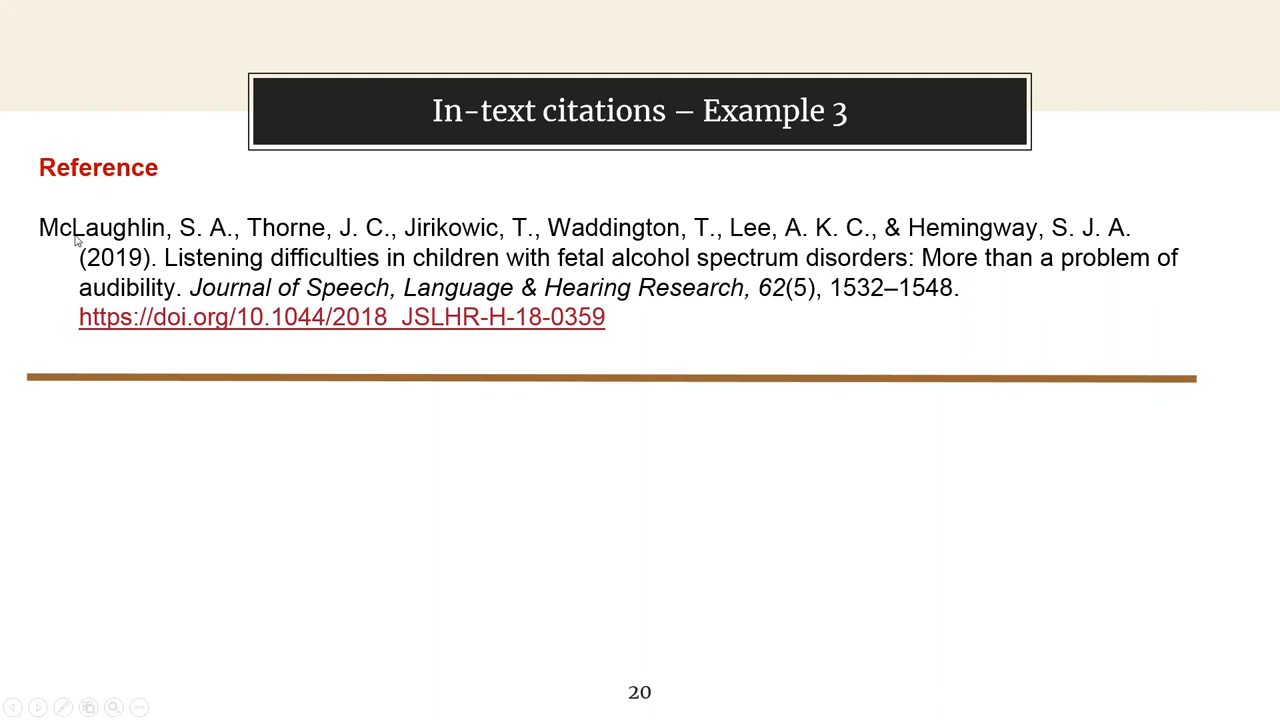 In-text citations – Example 3
Reference
McLaughlin, S. A., Thorne, J. C., Jirikowic, T., Waddington, T., Lee, A. K. C., & Hemingway, S. J. A.
(2019). Listening difficulties in children with fetal alcohol spectrum disorders: More than a problem of
audibility. Journal of Speech, Language & Hearing Research, 62(5), 1532–1548.
https://doi.org/10.1044/2018_JSLHR-H-18-0359
20